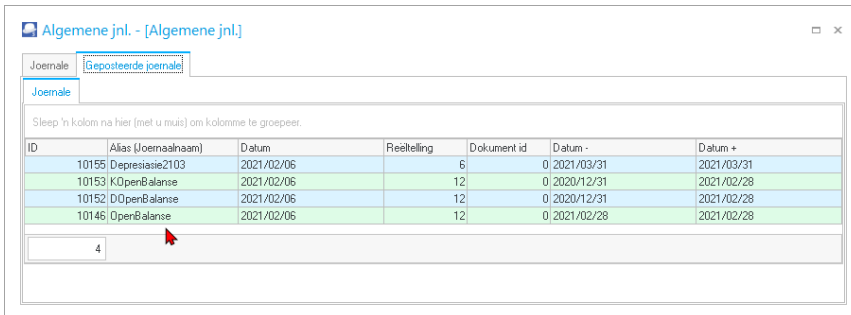 Algemene jnl. - [Algemene jnl.]
Joernale Geposteerde joernale
Joernale
Sleep 'n kolom na hier (met u muis) om kolomme te groepeer.
ID Alias (Joernaalnaam) Datum Reëltelling Dokument id Datum - Datum +
10155 Depresiasie2103 2021/02/06 6 0 2021/03/31 2021/03/31
10153 KOpenBalanse 2021/02/06 12 0 2020/12/31 2021/02/28
10152 DOpenBalanse 2021/02/06 12 0 2020/12/31 2021/02/28
10146 OpenBalanse 2021/02/06 12 0 2021/02/28 2021/02/28
4